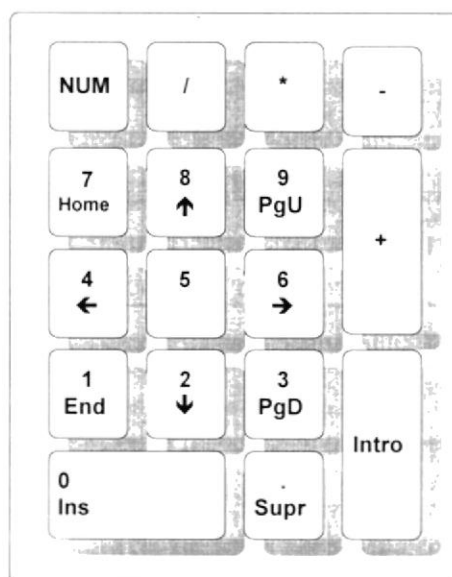 NUM / * -
7 8 9
Home ↑ PgU
+
4 5 6
← →
1 2 3
End ↓ PgD
Intro
0 .
Ins Supr